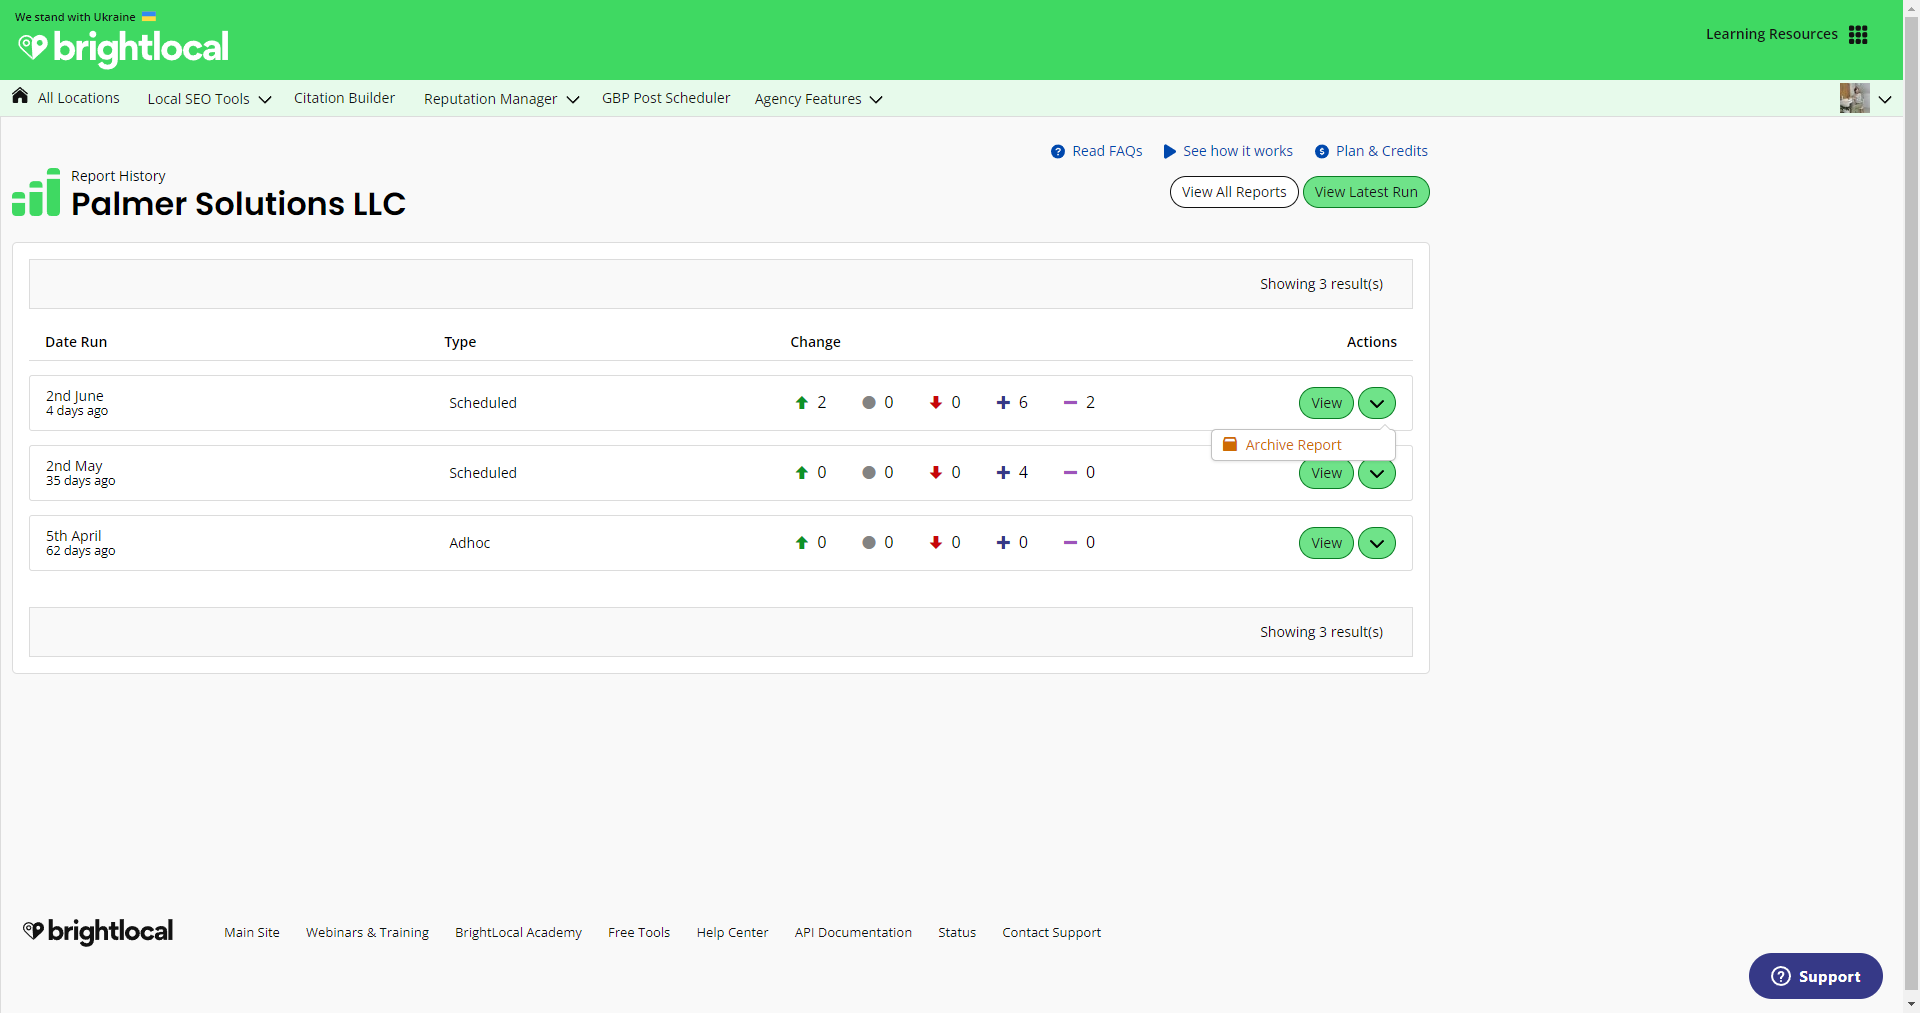 We stand with Ukraine
brightlocal
Learning Resources
All Locations
Local SEO Tools
Citation Builder
Reputation Manager
GBP Post Scheduler
Agency Features
Read FAQs
See how it works
Plan & Credits
Report History
Palmer Solutions LLC
View All Reports
View Latest Run
Showing 3 result(s)
Date Run Type Change Actions
2nd June
4 days ago
Scheduled 2 0 0 6 2 View
Archive Report
2nd May
35 days ago
Scheduled 0 0 0 4 0 View
5th April
62 days ago
Adhoc 0 0 0 0 0 View
Showing 3 result(s)
brightlocal
Main Site
Webinars & Training
BrightLocal Academy
Free Tools
Help Center
API Documentation
Status
Contact Support
Support